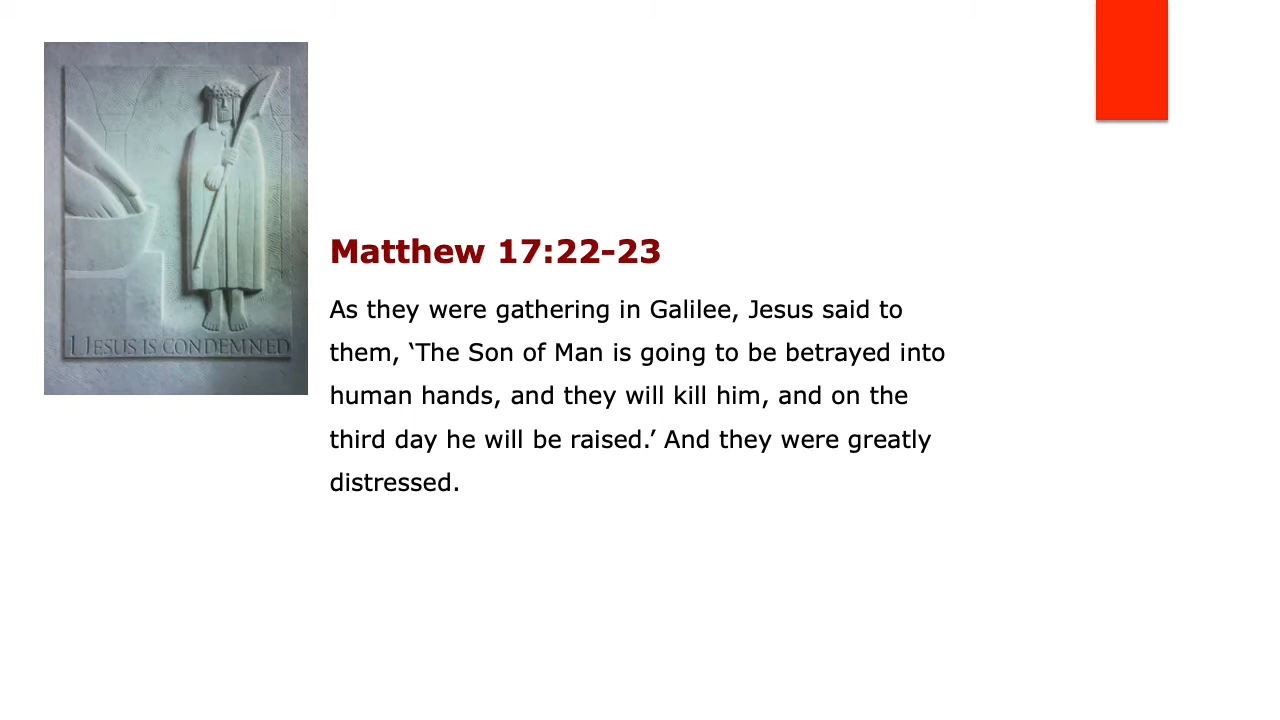 I JESUS IS CONDEMNED
Matthew 17:22-23
As they were gathering in Galilee, Jesus said to
them, ‘The Son of Man is going to be betrayed into
human hands, and they will kill him, and on the
third day he will be raised.’ And they were greatly
distressed.